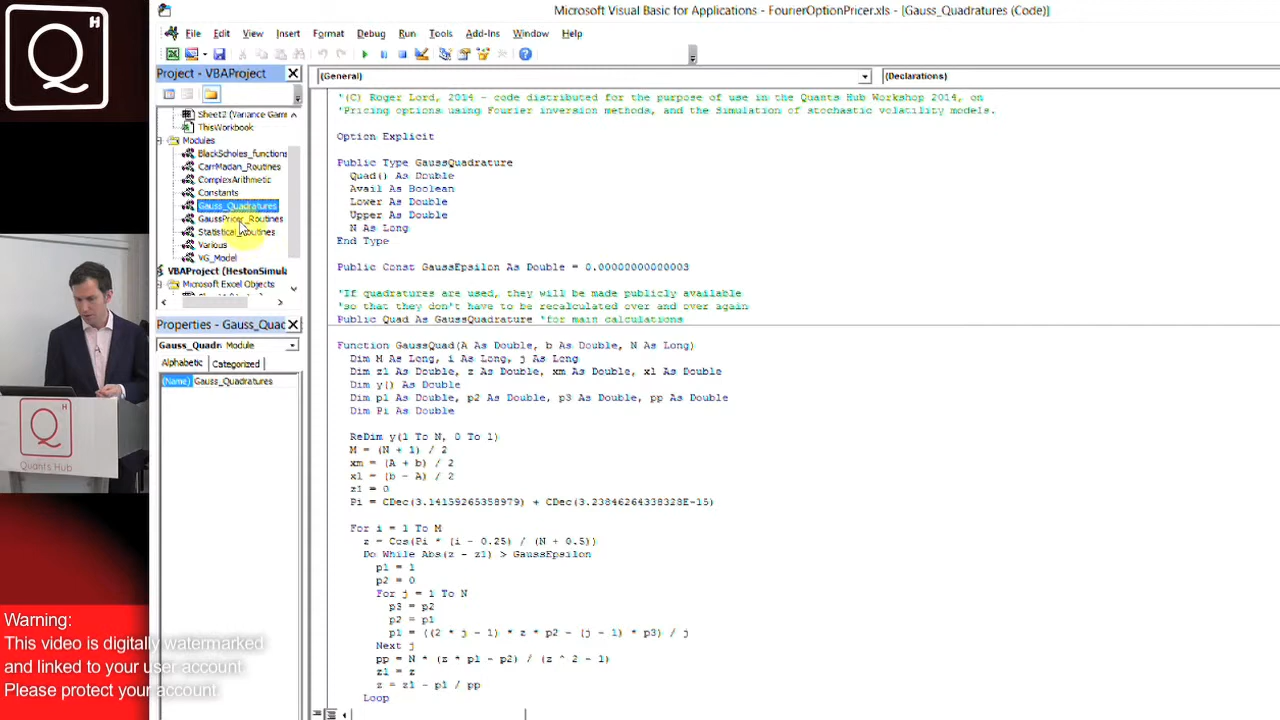 Q H
Microsoft Visual Basic for Applications - FourierOptionPricer.xls - [Gauss_Quadratures (Code)]
File Edit View Insert Format Debug Run Tools Add-Ins Window Help
Project - VBAProject
Sheet2 (Variance Gam
ThisWorkbook
Modules
BlackScholes_functions
CarrMadan_Routines
ComplexArithmetic
Constants
Gauss_Quadratures
GaussPricer_Routines
Statistical_Routines
Various
VG_Model
VBAProject (HestonSimula
Microsoft Excel Objects
Properties - Gauss_Quad
Gauss_Quadr Module
Alphabetic Categorized
(Name) Gauss_Quadratures
(General) (Declarations)
'(C) Roger Lord, 2014 - code distributed for the purpose of use in the Quants Hub Workshop 2014, on
'Pricing options using Fourier inversion methods, and the Simulation of stochastic volatility models.
Option Explicit
Public Type GaussQuadrature
Quad() As Double
Avail As Boolean
Lower As Double
Upper As Double
N As Long
End Type
Public Const GaussEpsilon As Double = 0.00000000000003
'If quadratures are used, they will be made publicly available
'so that they don't have to be recalculated over and over again
Public Quad As GaussQuadrature 'for main calculations
Function GaussQuad(A As Double, b As Double, N As Long)
Dim M As Long, i As Long, j As Long
Dim z1 As Double, z As Double, xm As Double, xl As Double
Dim y() As Double
Dim p1 As Double, p2 As Double, p3 As Double, pp As Double
Dim Pi As Double
ReDim y(1 To N, 0 To 1)
M = (N + 1) / 2
xm = (A + b) / 2
xl = (b - A) / 2
z1 = 0
Pi = CDec(3.14159265358979) + CDec(3.23846264338328E-15)
For i = 1 To M
z = Cos(Pi * (i - 0.25) / (N + 0.5))
Do While Abs(z - z1) > GaussEpsilon
p1 = 1
p2 = 0
For j = 1 To N
p3 = p2
p2 = p1
p1 = ((2 * j - 1) * z * p2 - (j - 1) * p3) / j
Next j
pp = N * (z * p1 - p2) / (z ^ 2 - 1)
z1 = z
z = z1 - p1 / pp
Loop
Q H
Quants Hub
Warning:
This video is digitally watermarked
and linked to your user account.
Please protect your account.